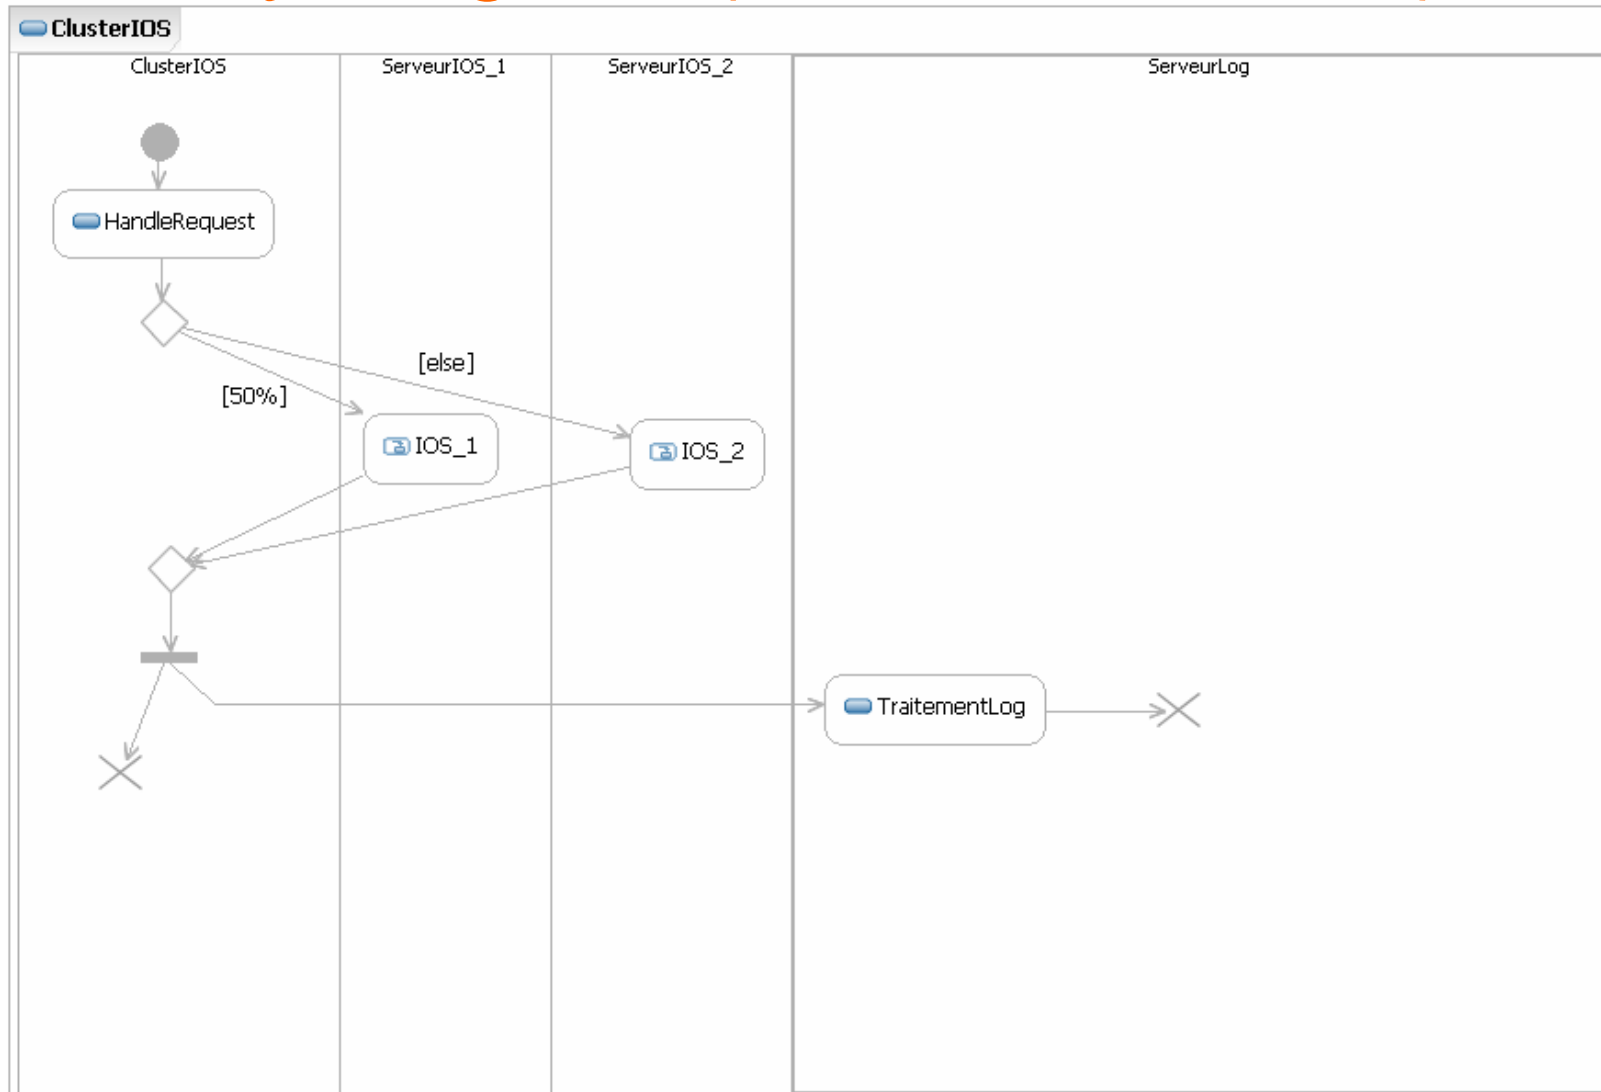 ClusterIOS
ClusterIOS ServeurIOS_1 ServeurIOS_2 ServeurLog
HandleRequest
[else]
[50%]
IOS_1
IOS_2
TraitementLog